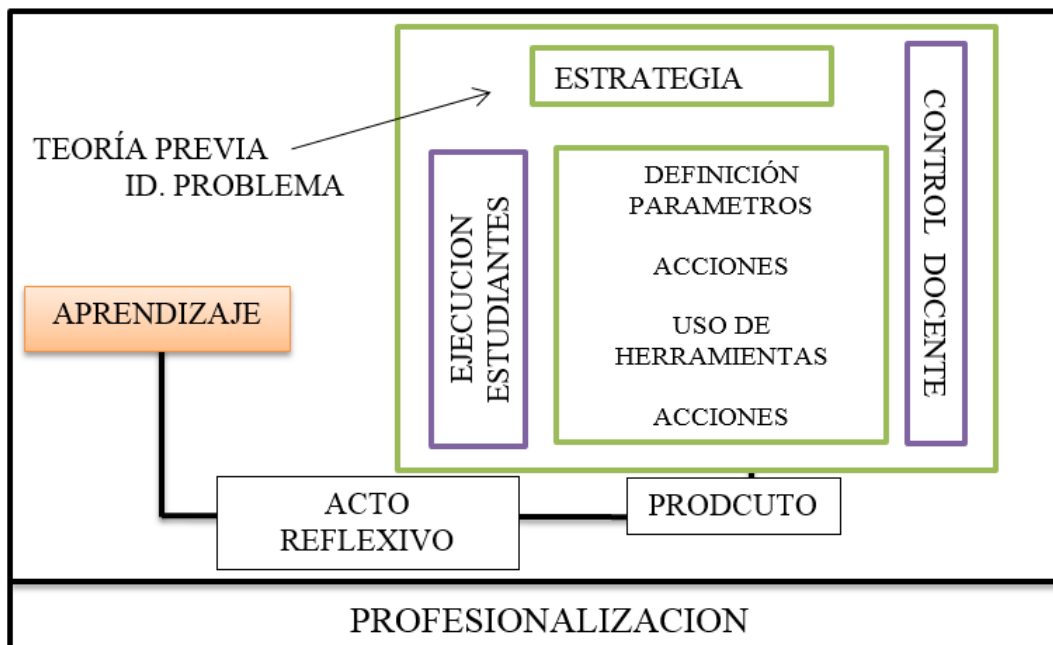 ESTRATEGIA
TEORÍA PREVIA
ID. PROBLEMA
EJECUCION
ESTUDIANTES
DEFINICIÓN
PARAMETROS
ACCIONES
USO DE
HERRAMIENTAS
ACCIONES
CONTROL DOCENTE
APRENDIZAJE
ACTO
REFLEXIVO
PRODCUTO
PROFESIONALIZACION